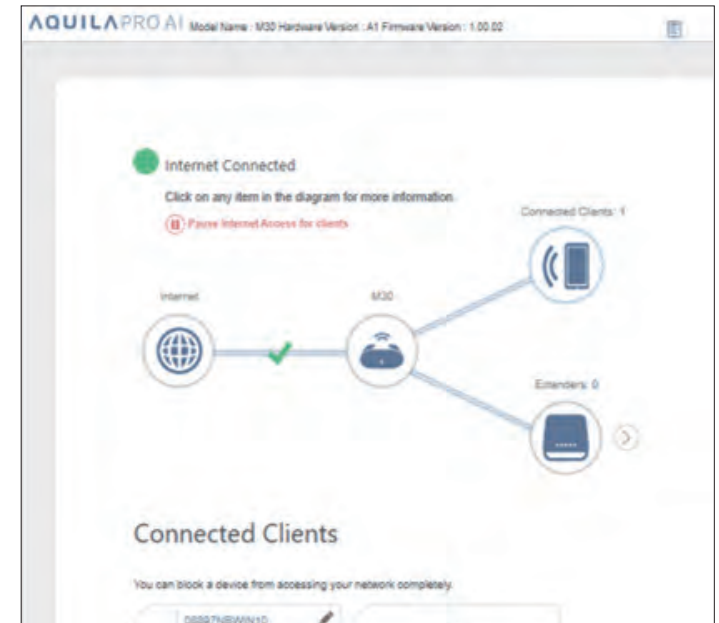 AQUILA PRO AI Model Name : M30 Hardware Version : A1 Firmware Version : 1.00.02
Internet Connected
Click on any item in the diagram for more information.
Pause Internet Access for clients
Connected Clients: 1
Internet
M30
Extenders: 0
Connected Clients
You can block a device from accessing your network completely.